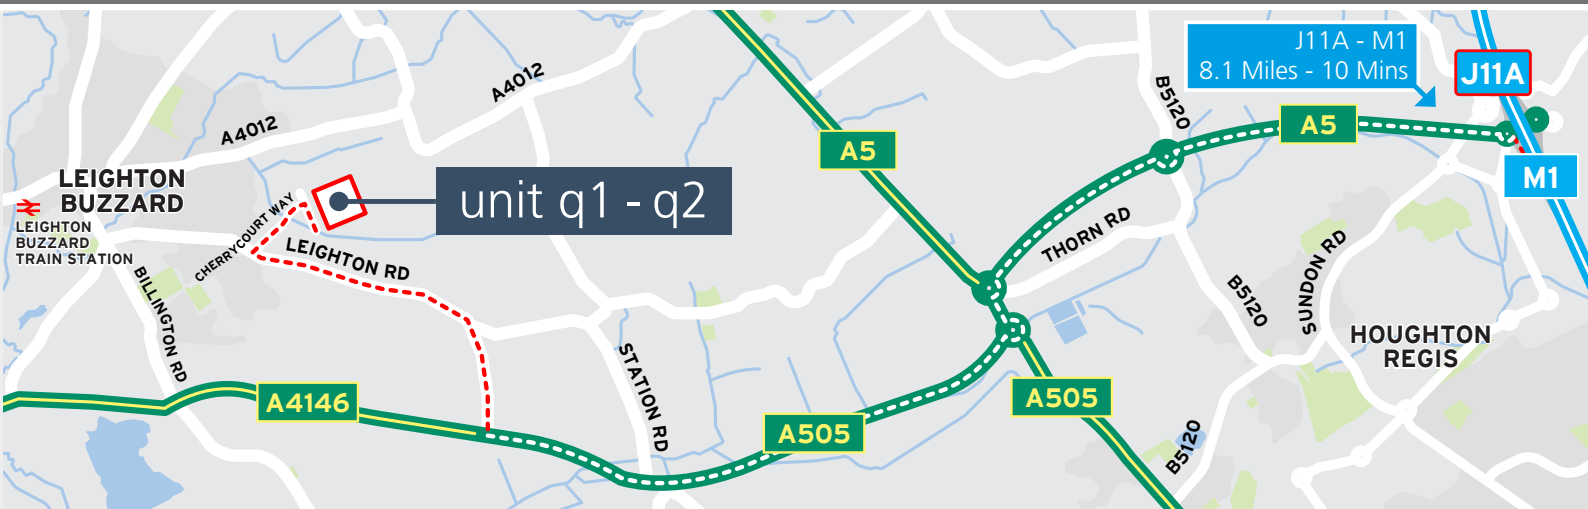 J11A - M1
8.1 Miles - 10 Mins
J11A
A4012
B5120
A4012
A5
A5
LEIGHTON
BUZZARD
M1
unit q1 - q2
CHERRYCOURT WAY
LEIGHTON
BUZZARD
TRAIN STATION
LEIGHTON RD
THORN RD
SUNDON RD
BILLINGTON RD
B5120
HOUGHTON
REGIS
STATION RD
A4146
A505
A505
B5120